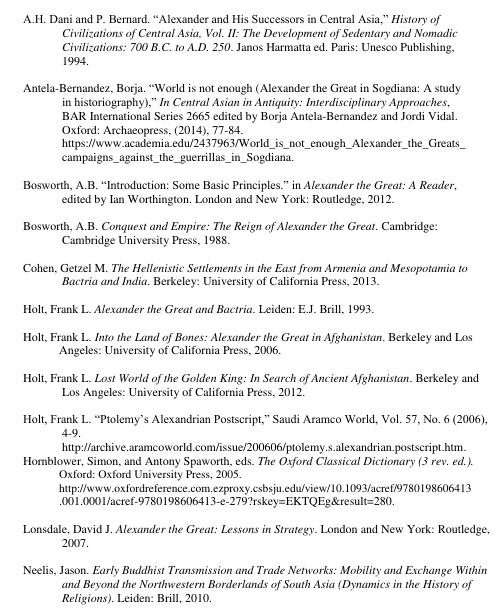 A.H. Dani and P. Bernard. “Alexander and His Successors in Central Asia,” History of
Civilizations of Central Asia, Vol. II: The Development of Sedentary and Nomadic
Civilizations: 700 B.C. to A.D. 250. Janos Harmatta ed. Paris: Unesco Publishing,
1994.
Antela-Bernandez, Borja. “World is not enough (Alexander the Great in Sogdiana: A study
in historiography),” In Central Asian in Antiquity: Interdisciplinary Approaches,
BAR International Series 2665 edited by Borja Antela-Bernandez and Jordi Vidal.
Oxford: Archaeopress, (2014), 77-84.
https://www.academia.edu/2437963/World_is_not_enough_Alexander_the_Greats_
campaigns_against_the_guerrillas_in_Sogdiana.
Bosworth, A.B. “Introduction: Some Basic Principles.” in Alexander the Great: A Reader,
edited by Ian Worthington. London and New York: Routledge, 2012.
Bosworth, A.B. Conquest and Empire: The Reign of Alexander the Great. Cambridge:
Cambridge University Press, 1988.
Cohen, Getzel M. The Hellenistic Settlements in the East from Armenia and Mesopotamia to
Bactria and India. Berkeley: University of California Press, 2013.
Holt, Frank L. Alexander the Great and Bactria. Leiden: E.J. Brill, 1993.
Holt, Frank L. Into the Land of Bones: Alexander the Great in Afghanistan. Berkeley and Los
Angeles: University of California Press, 2006.
Holt, Frank L. Lost World of the Golden King: In Search of Ancient Afghanistan. Berkeley and
Los Angeles: University of California Press, 2012.
Holt, Frank L. “Ptolemy’s Alexandrian Postscript,” Saudi Aramco World, Vol. 57, No. 6 (2006),
4-9.
http://archive.aramcoworld.com/issue/200606/ptolemy.s.alexandrian.postscript.htm.
Hornblower, Simon, and Antony Spaworth, eds. The Oxford Classical Dictionary (3 rev. ed.).
Oxford: Oxford University Press, 2005.
http://www.oxfordreference.com.ezproxy.csbsju.edu/view/10.1093/acref/9780198606413
.001.0001/acref-9780198606413-e-279?rskey=EKTQEg&result=280.
Lonsdale, David J. Alexander the Great: Lessons in Strategy. London and New York: Routledge,
2007.
Neelis, Jason. Early Buddhist Transmission and Trade Networks: Mobility and Exchange Within
and Beyond the Northwestern Borderlands of South Asia (Dynamics in the History of
Religions). Leiden: Brill, 2010.